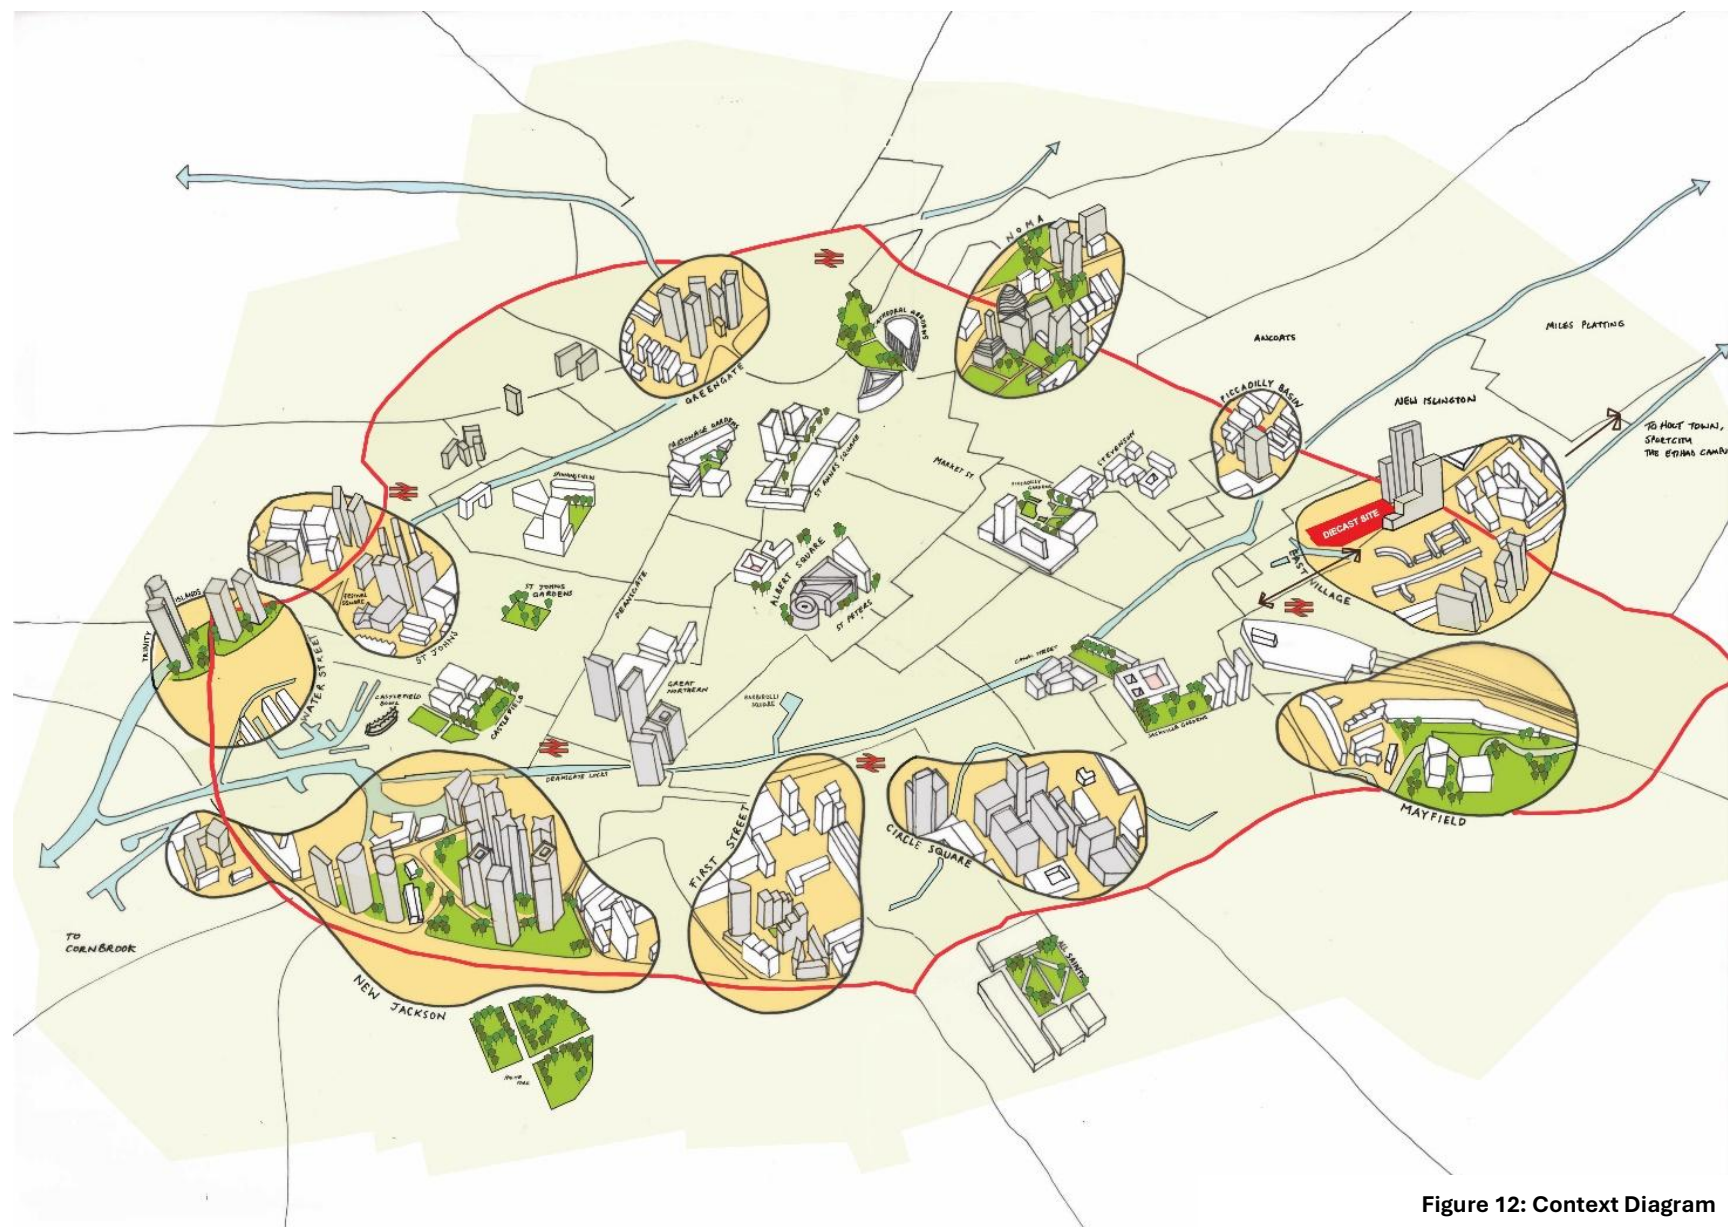 NOMA
CATHEDRAL GARDENS
GREENGATE
ANCOATS
MILES PLATTING
PICCADILLY BASIN
NEW ISLINGTON
TO HOLT TOWN,
SPORTCITY
THE ETIHAD CAMPU
PARSONAGE GARDENS
ST ANNES SQUARE
MARKET ST
STEVENSON
PICCADILLY
GARDENS
SPINNINGFIELDS
DIECAST SITE
EAST VILLAGE
ALBERT SQUARE
ST PETERS
ST JOHNS
GARDENS
DEANSGATE
ISLANDS
TRINITY
WATER STREET
ST JOHNS
CASTLEFIELD
BOWL
CASTLEFIELD
GREAT
NORTHERN
BARBIROLLI
SQUARE
CANAL STREET
SACKVILLE GARDENS
DEANSGATE LOCKS
MAYFIELD
FIRST STREET
CIRCLE SQUARE
TO
CORNBROOK
ALL SAINTS
NEW JACKSON
Figure 12: Context Diagram